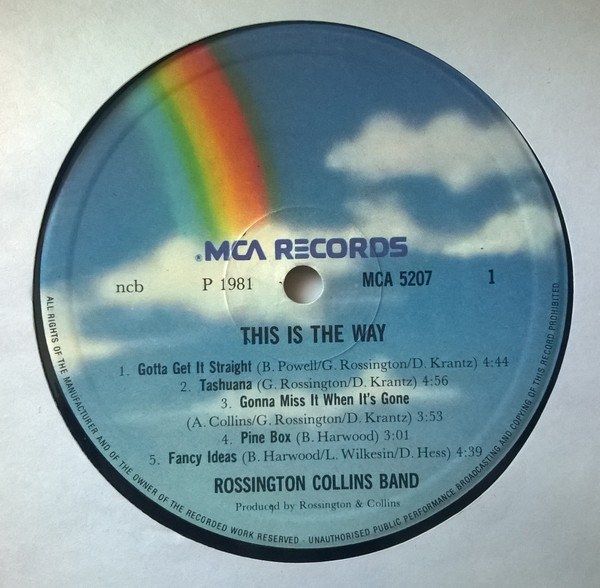 ® MCA RECORDS
ncb P 1981 MCA 5207 1
THIS IS THE WAY
1. Gotta Get It Straight (B. Powell/G. Rossington/D. Krantz) 4:44
2. Tashuana (G. Rossington/D. Krantz) 4:56
3. Gonna Miss It When It's Gone
(A. Collins/G. Rossington/D. Krantz) 3:53
4. Pine Box (B. Harwood) 3:01
5. Fancy Ideas (B. Harwood/L. Wilkesin/D. Hess) 4:39
ROSSINGTON COLLINS BAND
Produced by Rossington & Collins
ALL RIGHTS OF THE MANUFACTURER AND OF THE OWNER OF THE RECORDED WORK RESERVED - UNAUTHORISED PUBLIC PERFORMANCE BROADCASTING AND COPYING OF THIS RECORD PROHIBITED